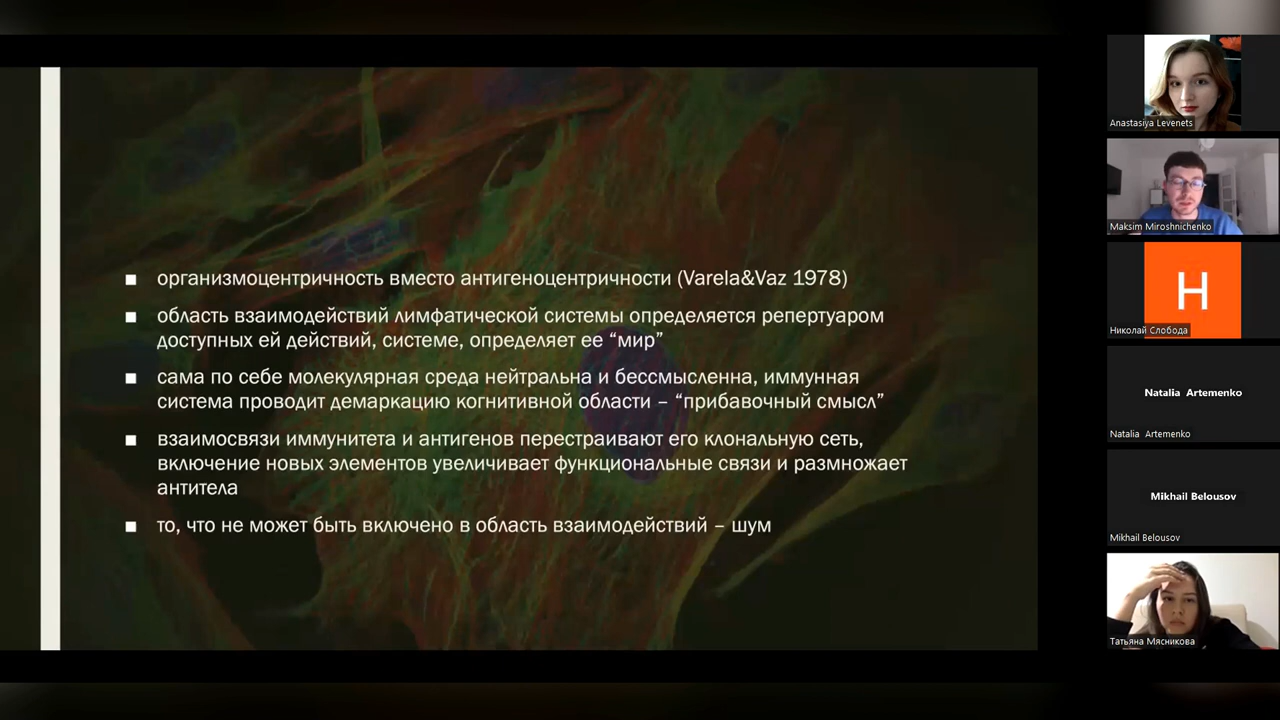 организмоцентричность вместо антигеноцентричности (Varela&Vaz 1978)
область взаимодействий лимфатической системы определяется репертуаром
доступных ей действий, системе, определяет ее “мир”
сама по себе молекулярная среда нейтральна и бессмысленна, иммунная
система проводит демаркацию когнитивной области – “прибавочный смысл”
взаимосвязи иммунитета и антигенов перестраивают его клональную сеть,
включение новых элементов увеличивает функциональные связи и размножает
антитела
то, что не может быть включено в область взаимодействий – шум
Anastasiya Levenets
Maksim Miroshnichenko
Н
Николай Слобода
Natalia Artemenko
Natalia Artemenko
Mikhail Belousov
Mikhail Belousov
Татьяна Мясникова